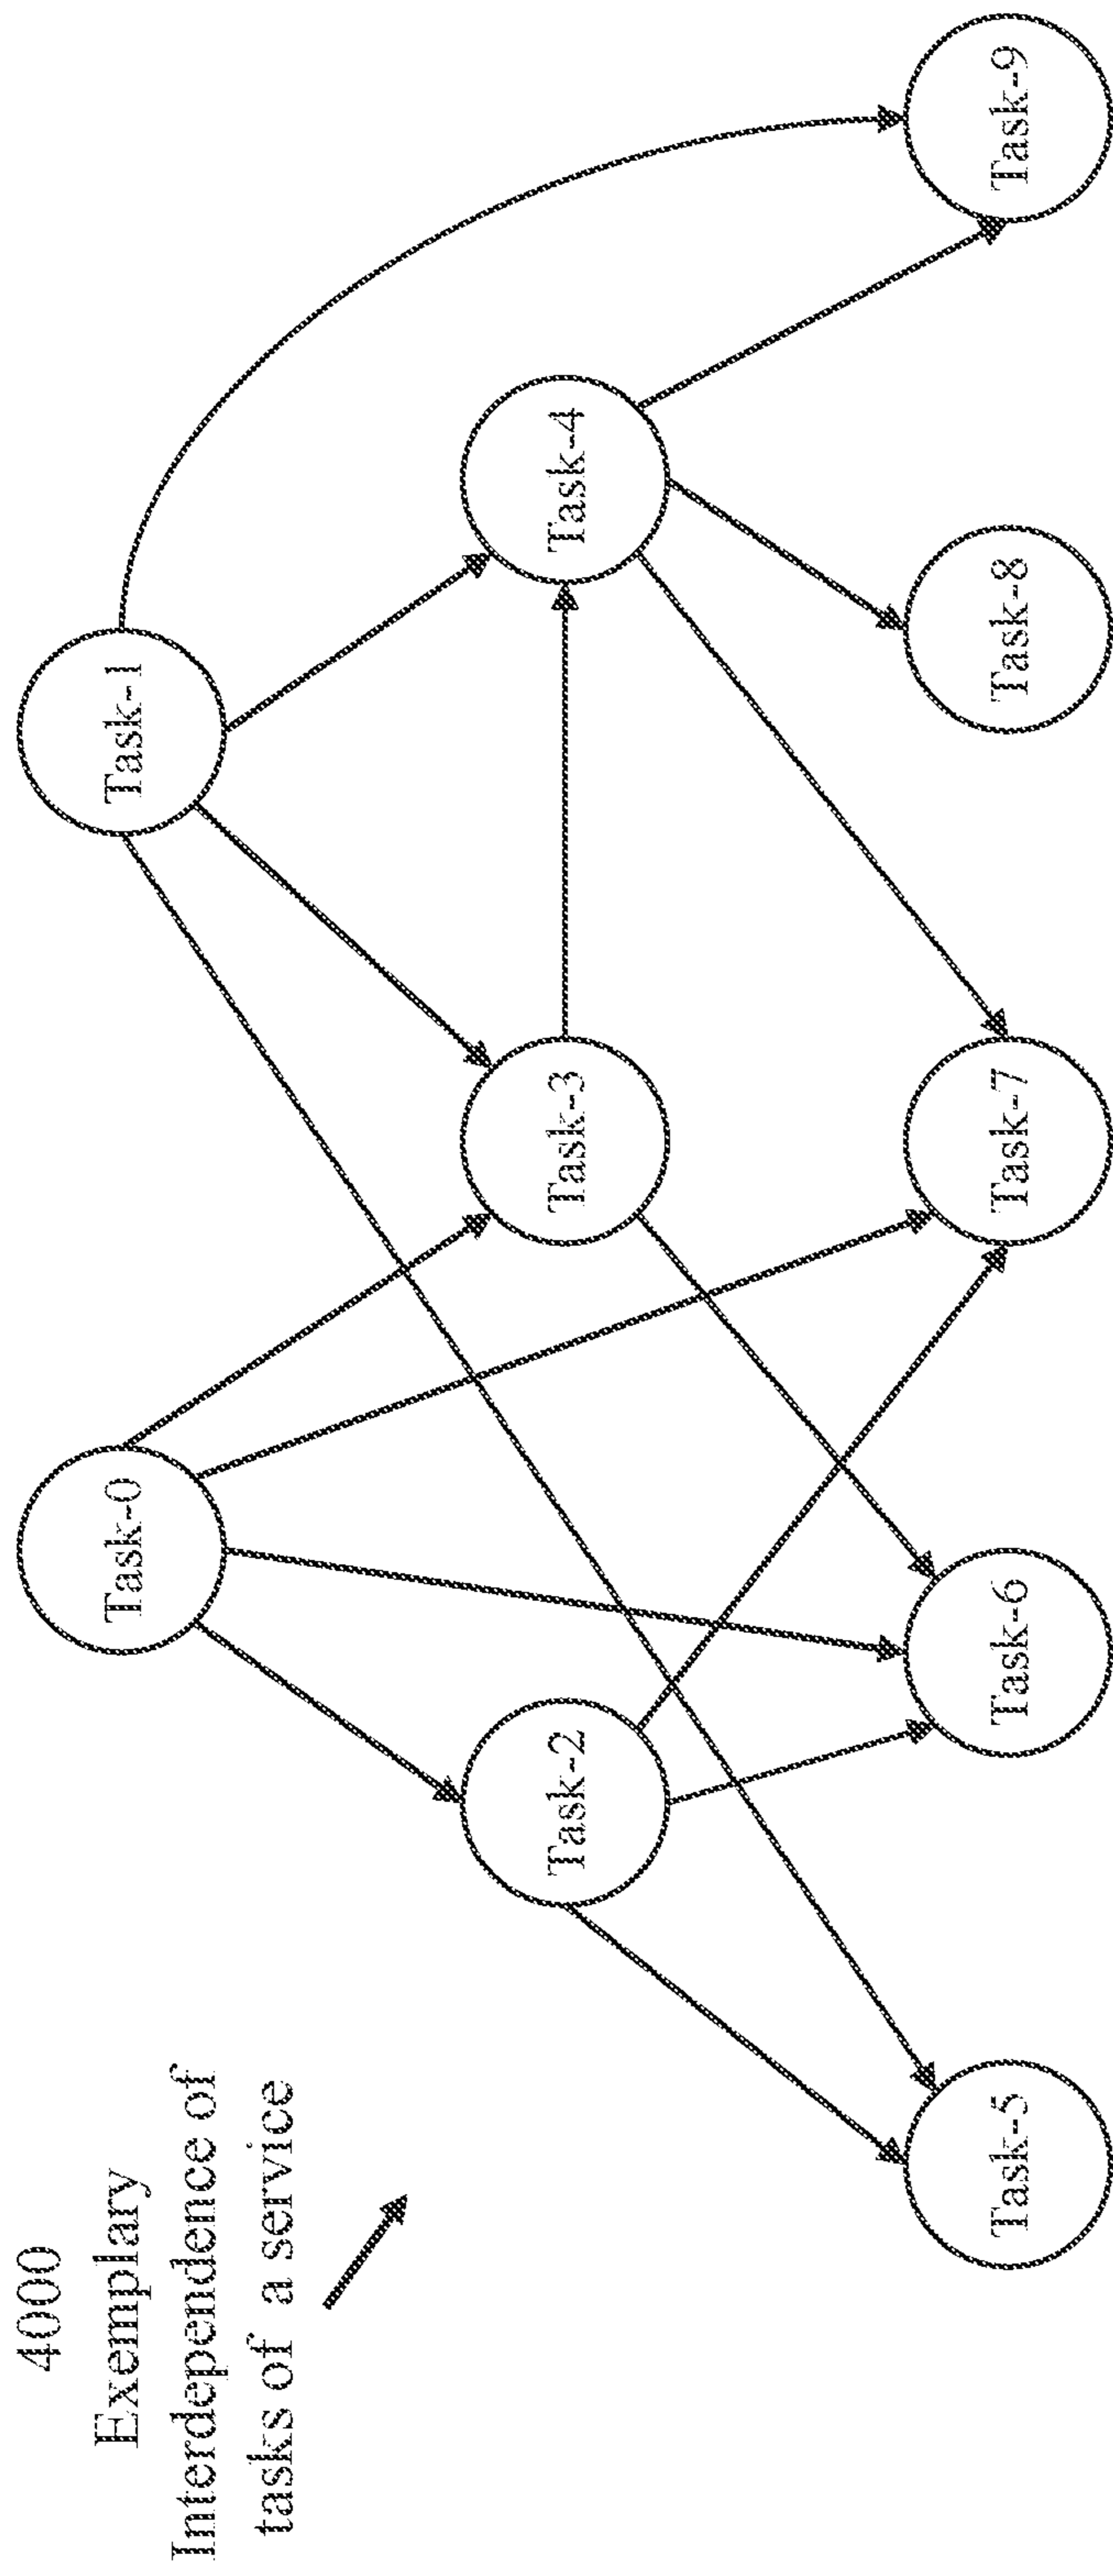 4000
Exemplary
Interdependence of
tasks of a service
Task-0
Task-1
Task-2
Task-3
Task-4
Task-5
Task-6
Task-7
Task-8
Task-9